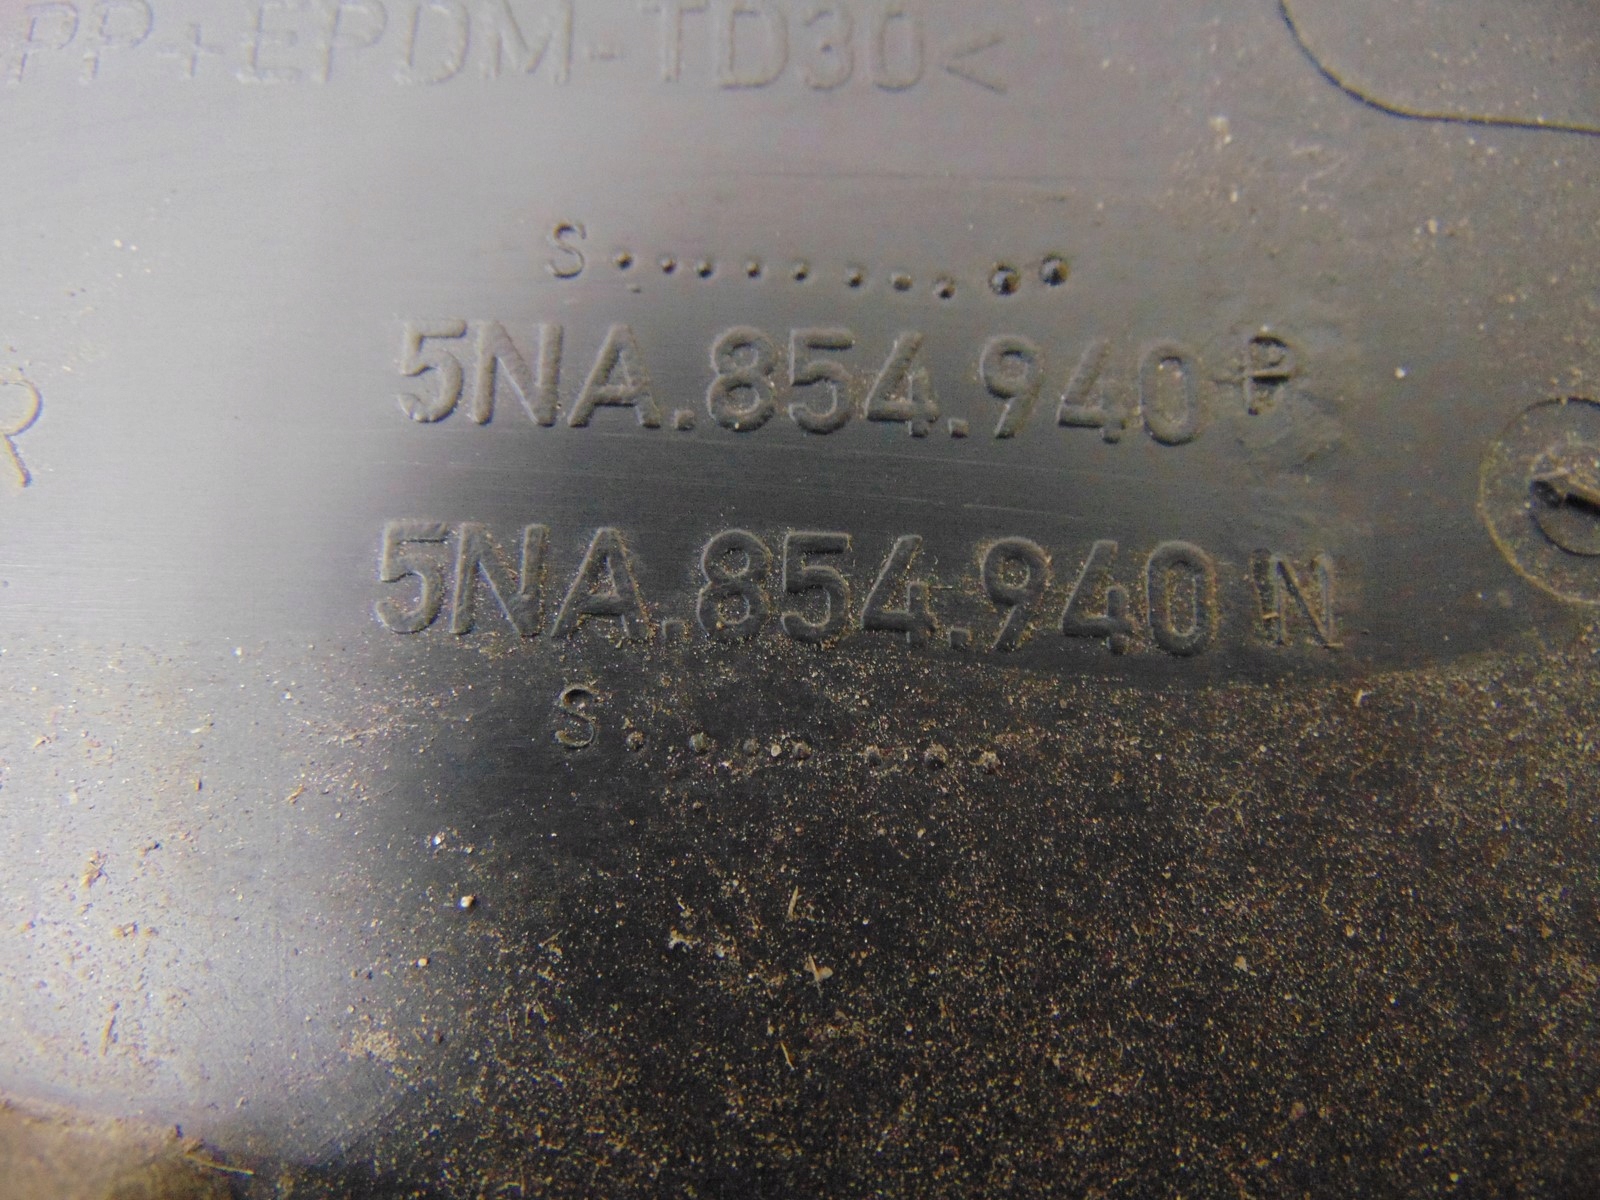 PP+EPDM-TD30<
S..........
5NA.854.940 P
R
5NA.854.940 N
S.......